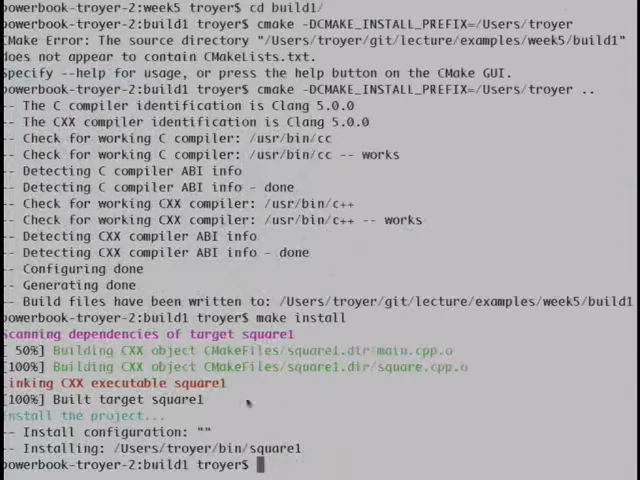 powerbook-troyer-2:week5 troyer$ cd build1/
powerbook-troyer-2:build1 troyer$ cmake -DCMAKE_INSTALL_PREFIX=/Users/troyer
CMake Error: The source directory "/Users/troyer/git/lecture/examples/week5/build1"
does not appear to contain CMakeLists.txt.
Specify --help for usage, or press the help button on the CMake GUI.
powerbook-troyer-2:build1 troyer$ cmake -DCMAKE_INSTALL_PREFIX=/Users/troyer ..
-- The C compiler identification is Clang 5.0.0
-- The CXX compiler identification is Clang 5.0.0
-- Check for working C compiler: /usr/bin/cc
-- Check for working C compiler: /usr/bin/cc -- works
-- Detecting C compiler ABI info
-- Detecting C compiler ABI info - done
-- Check for working CXX compiler: /usr/bin/c++
-- Check for working CXX compiler: /usr/bin/c++ -- works
-- Detecting CXX compiler ABI info
-- Detecting CXX compiler ABI info - done
-- Configuring done
-- Generating done
-- Build files have been written to: /Users/troyer/git/lecture/examples/week5/build1
powerbook-troyer-2:build1 troyer$ make install
Scanning dependencies of target square1
[ 50%] Building CXX object CMakeFiles/square1.dir/main.cpp.o
[100%] Building CXX object CMakeFiles/square1.dir/square.cpp.o
Linking CXX executable square1
[100%] Built target square1
Install the project...
-- Install configuration: ""
-- Installing: /Users/troyer/bin/square1
powerbook-troyer-2:build1 troyer$